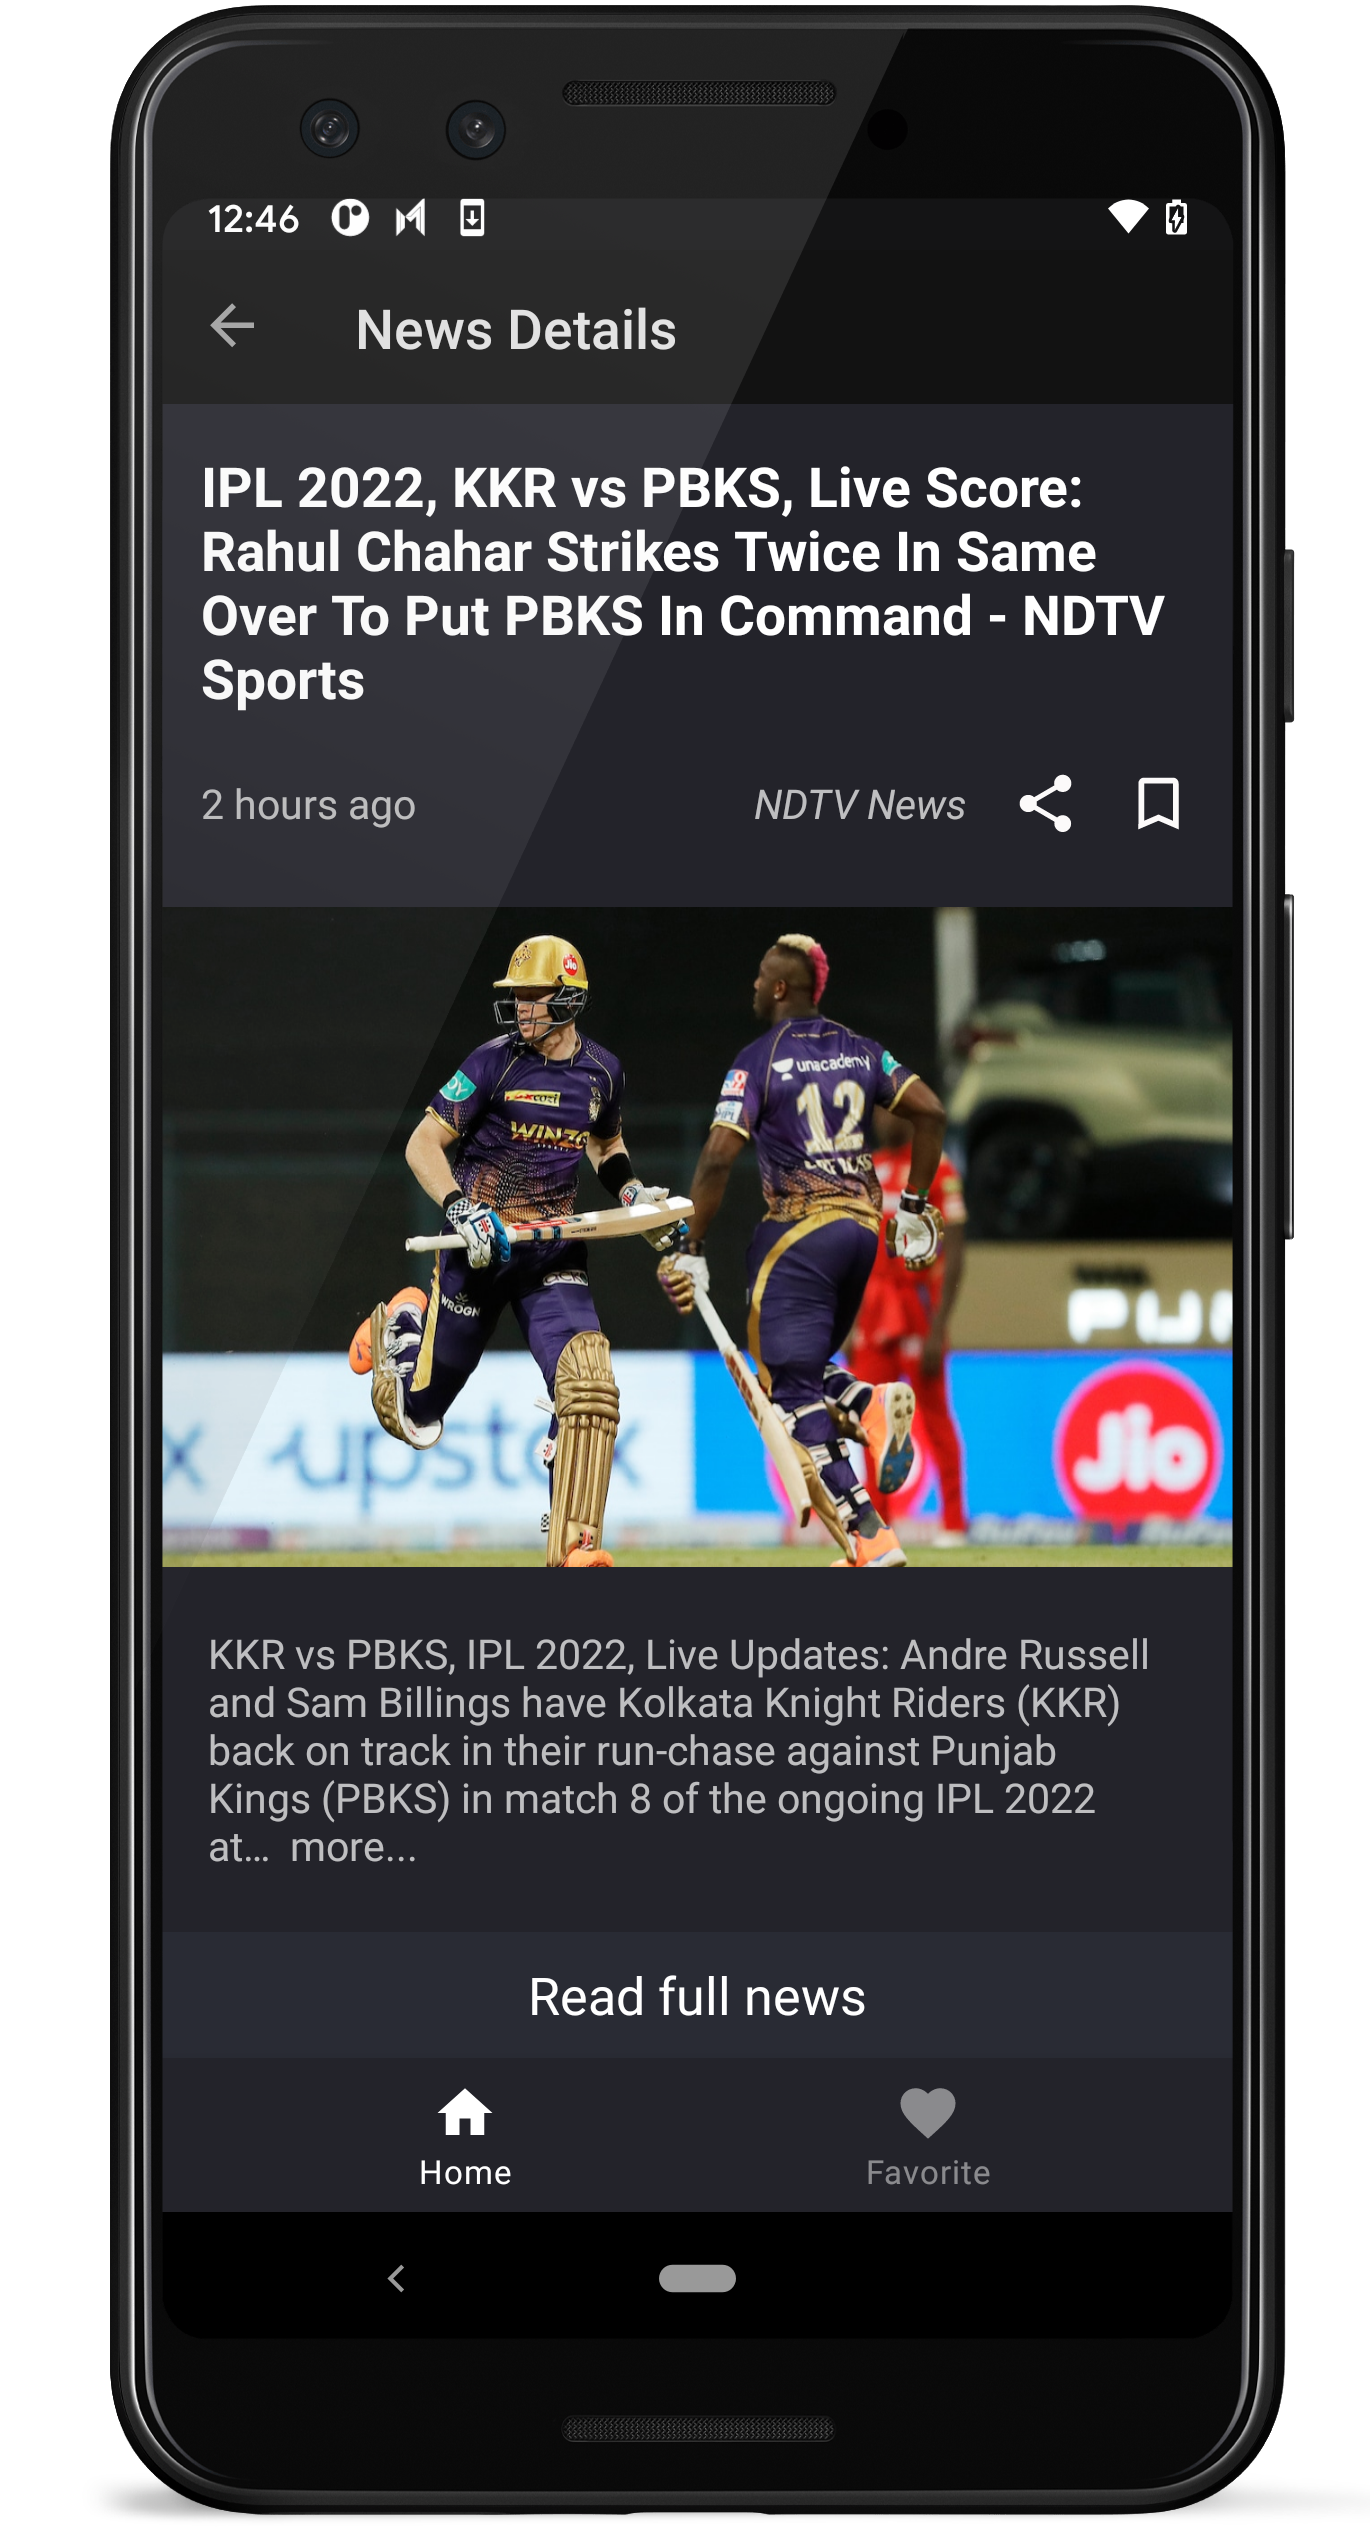 12:46
News Details
IPL 2022, KKR vs PBKS, Live Score:
Rahul Chahar Strikes Twice In Same
Over To Put PBKS In Command - NDTV
Sports
2 hours ago
NDTV News
Jio
unacademy
12
WINZO
WROGN
upstox
Jio
KKR vs PBKS, IPL 2022, Live Updates: Andre Russell
and Sam Billings have Kolkata Knight Riders (KKR)
back on track in their run-chase against Punjab
Kings (PBKS) in match 8 of the ongoing IPL 2022
at… more...
Read full news
Home
Favorite